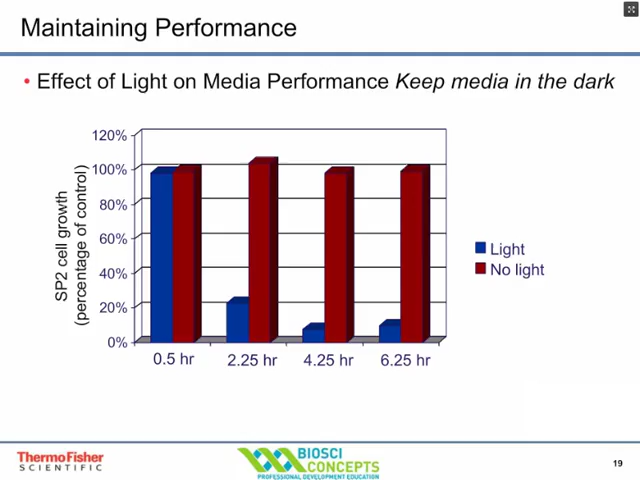 Maintaining Performance
• Effect of Light on Media Performance Keep media in the dark
120%
100%
80%
60%
40%
20%
0%
SP2 cell growth
(percentage of control)
0.5 hr 2.25 hr 4.25 hr 6.25 hr
Light
No light
ThermoFisher
SCIENTIFIC
BIOSCI
CONCEPTS
PROFESSIONAL DEVELOPMENT EDUCATION
19